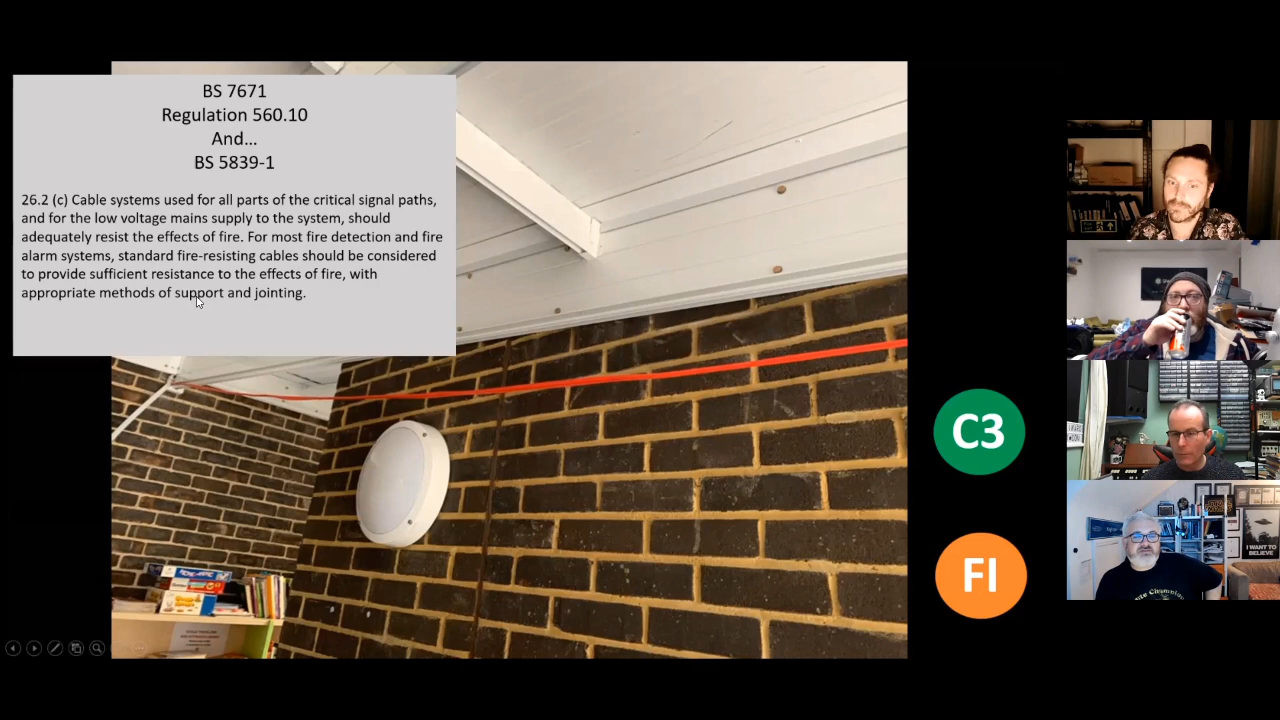 BS 7671
Regulation 560.10
And...
BS 5839-1
26.2 (c) Cable systems used for all parts of the critical signal paths,
and for the low voltage mains supply to the system, should
adequately resist the effects of fire. For most fire detection and fire
alarm systems, standard fire-resisting cables should be considered
to provide sufficient resistance to the effects of fire, with
appropriate methods of support and jointing.
C3
FI
I WANT TO
BELIEVE